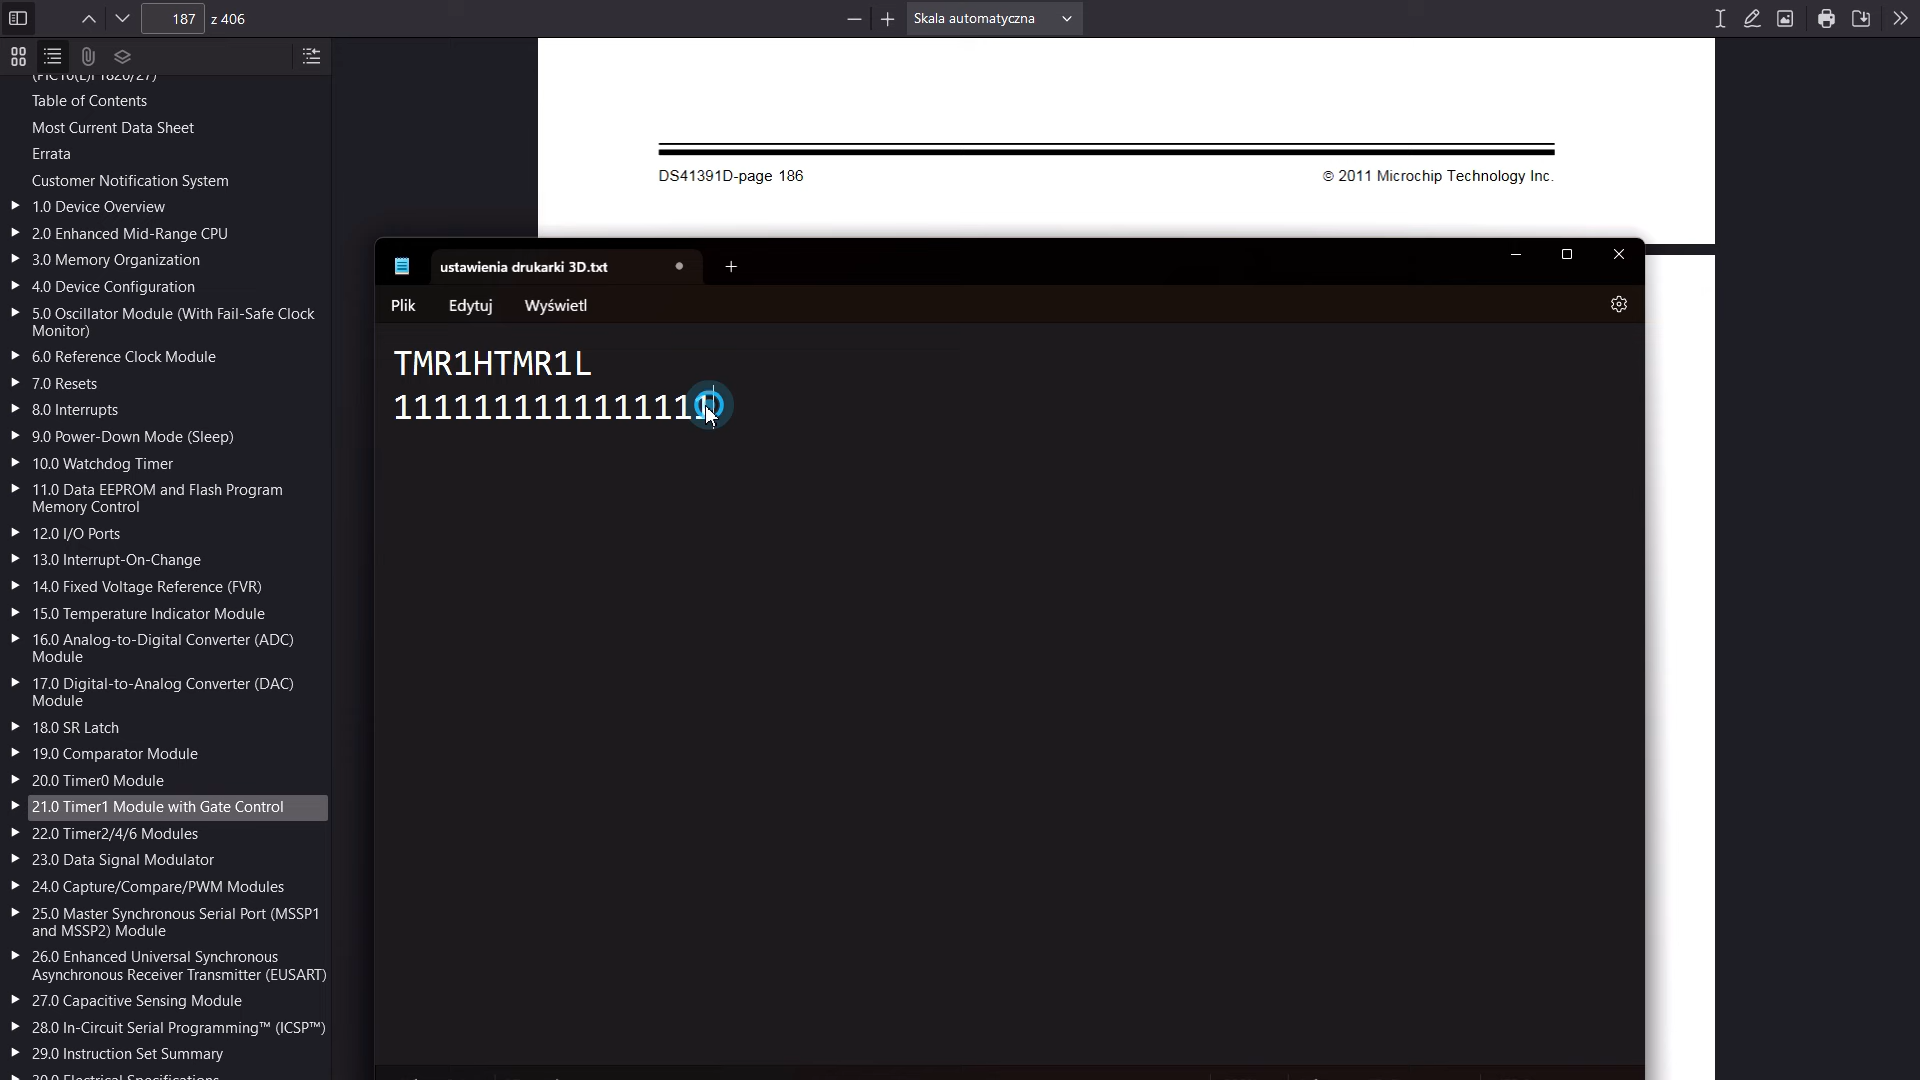 187 z 406
Skala automatyczna
(PIC16(L)F1826/27)
Table of Contents
Most Current Data Sheet
Errata
Customer Notification System
1.0 Device Overview
2.0 Enhanced Mid-Range CPU
3.0 Memory Organization
4.0 Device Configuration
5.0 Oscillator Module (With Fail-Safe Clock
Monitor)
6.0 Reference Clock Module
7.0 Resets
8.0 Interrupts
9.0 Power-Down Mode (Sleep)
10.0 Watchdog Timer
11.0 Data EEPROM and Flash Program
Memory Control
12.0 I/O Ports
13.0 Interrupt-On-Change
14.0 Fixed Voltage Reference (FVR)
15.0 Temperature Indicator Module
16.0 Analog-to-Digital Converter (ADC)
Module
17.0 Digital-to-Analog Converter (DAC)
Module
18.0 SR Latch
19.0 Comparator Module
20.0 Timer0 Module
21.0 Timer1 Module with Gate Control
22.0 Timer2/4/6 Modules
23.0 Data Signal Modulator
24.0 Capture/Compare/PWM Modules
25.0 Master Synchronous Serial Port (MSSP1
and MSSP2) Module
26.0 Enhanced Universal Synchronous
Asynchronous Receiver Transmitter (EUSART)
27.0 Capacitive Sensing Module
28.0 In-Circuit Serial Programming™ (ICSP™)
29.0 Instruction Set Summary
30.0 Electrical Specifications
DS41391D-page 186
© 2011 Microchip Technology Inc.
ustawienia drukarki 3D.txt
Plik Edytuj Wyświetl
TMR1HTMR1L
1111111111111111